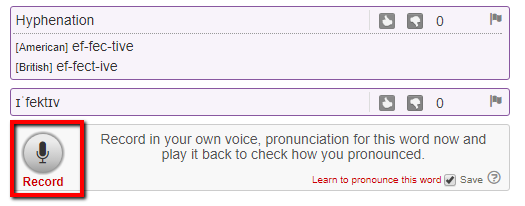 Hyphenation 0
[American] ef-fec-tive
[British] ef-fect-ive
ɪˈfektɪv 0
Record in your own voice, pronunciation for this word now and
play it back to check how you pronounced.
Record
Learn to pronounce this word Save ?